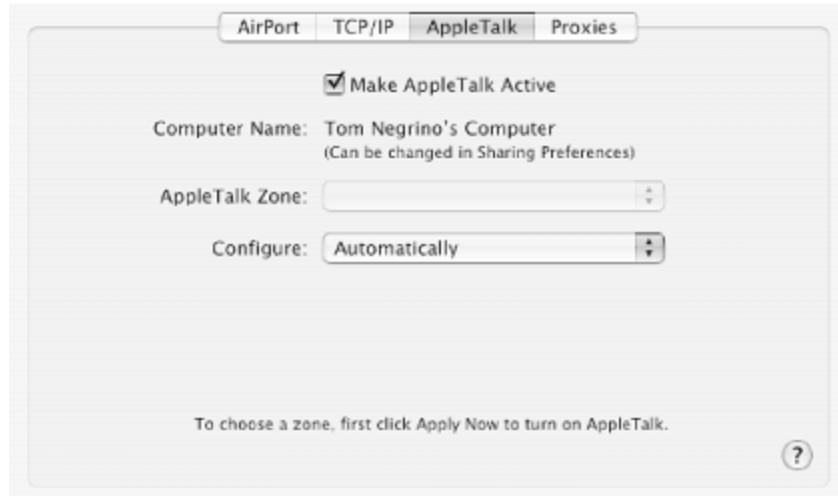 AirPort TCP/IP AppleTalk Proxies
Make AppleTalk Active
Computer Name: Tom Negrino's Computer
(Can be changed in Sharing Preferences)
AppleTalk Zone:
Configure: Automatically
To choose a zone, first click Apply Now to turn on AppleTalk.
?